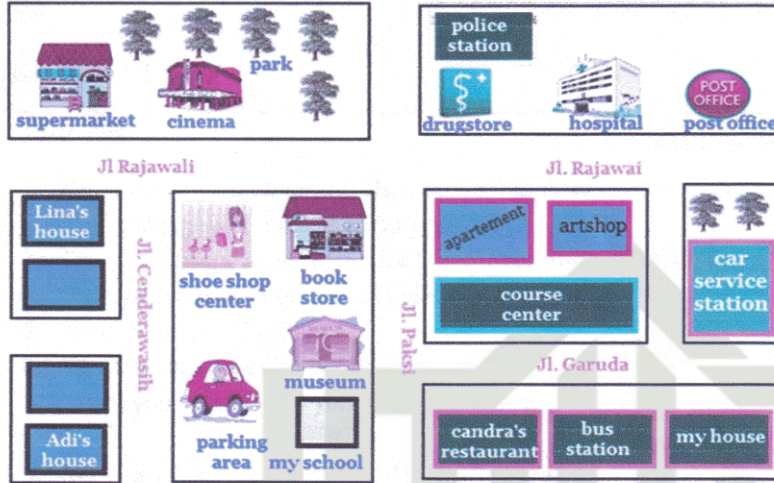 police
station
park
POST
OFFICE
supermarket
cinema
drugstore
hospital
post office
Jl Rajawali
Jl. Rajawai
Lina's
house
Jl. Cenderawasih
shoe shop
center
book
store
Jl. Paksi
apartement
artshop
course
center
car
service
station
Jl. Garuda
museum
parking
area
my school
Adi's
house
candra's
restaurant
bus
station
my house